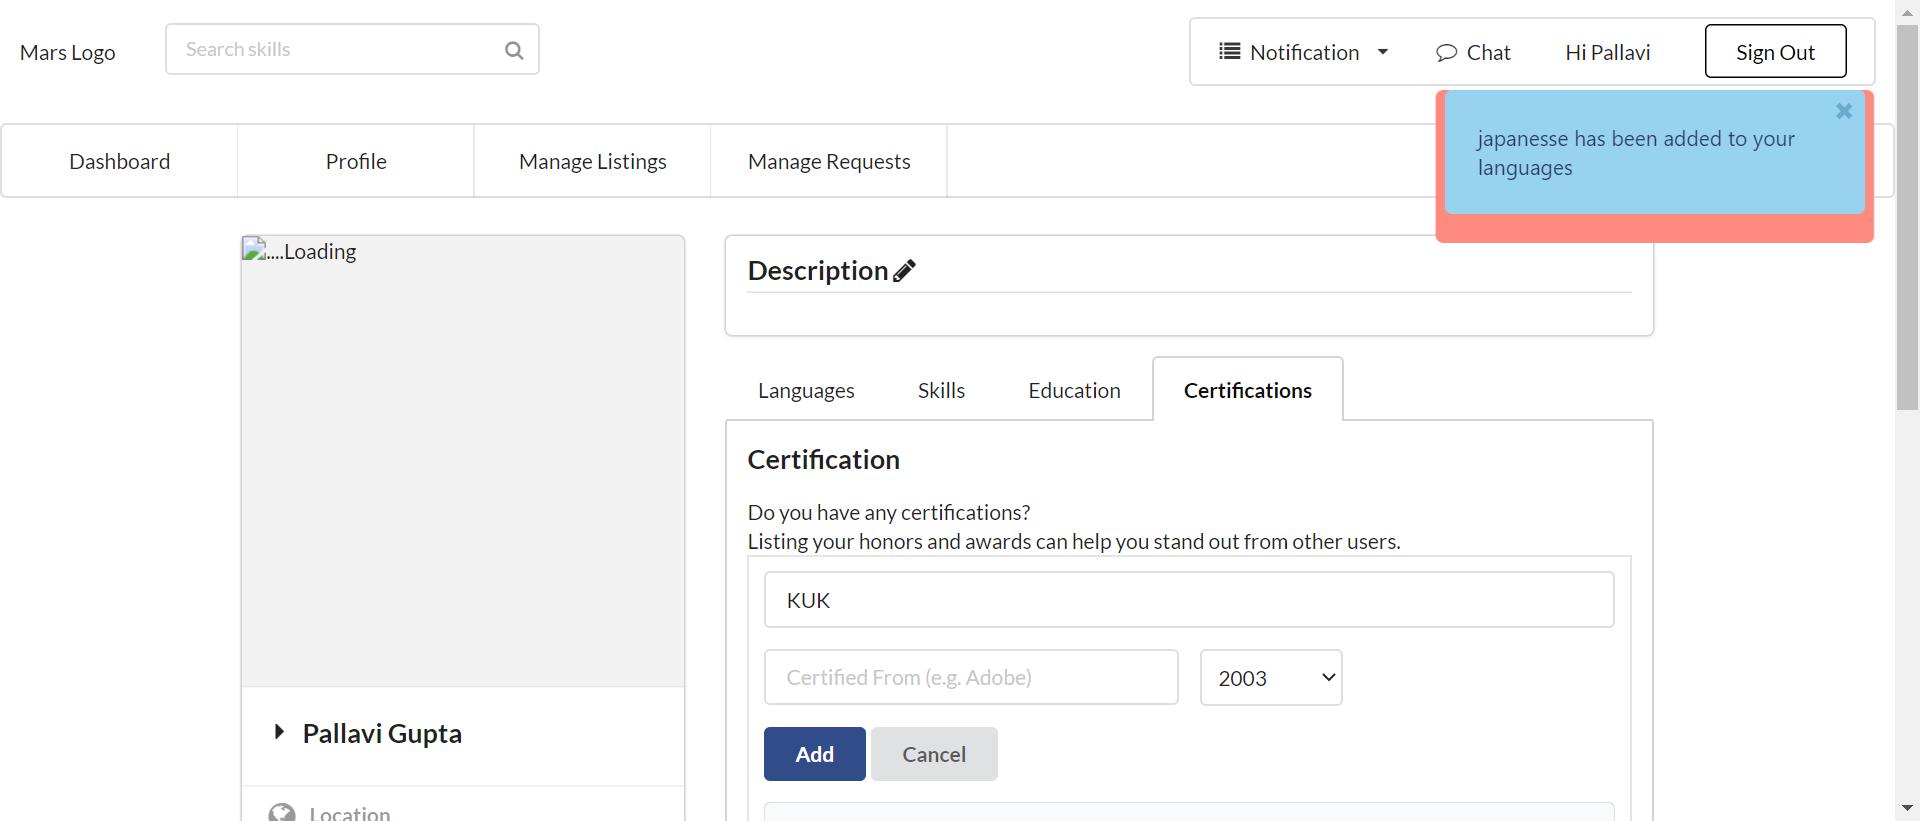 Mars Logo
Search skills
Notification
Chat
Hi Pallavi
Sign Out
japanesse has been added to your
languages
Dashboard
Profile
Manage Listings
Manage Requests
....Loading
Description
Languages
Skills
Education
Certifications
Certification
Do you have any certifications?
Listing your honors and awards can help you stand out from other users.
KUK
Certified From (e.g. Adobe)
2003
Add
Cancel
Pallavi Gupta
Location